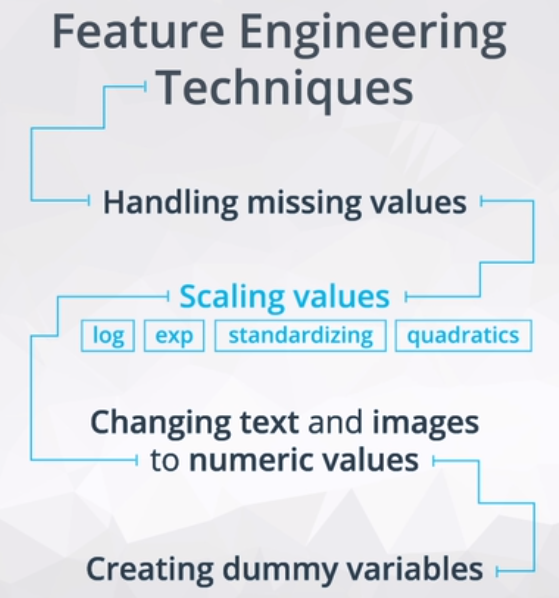 Feature Engineering
Techniques
Handling missing values
Scaling values
log exp standardizing quadratics
Changing text and images
to numeric values
Creating dummy variables